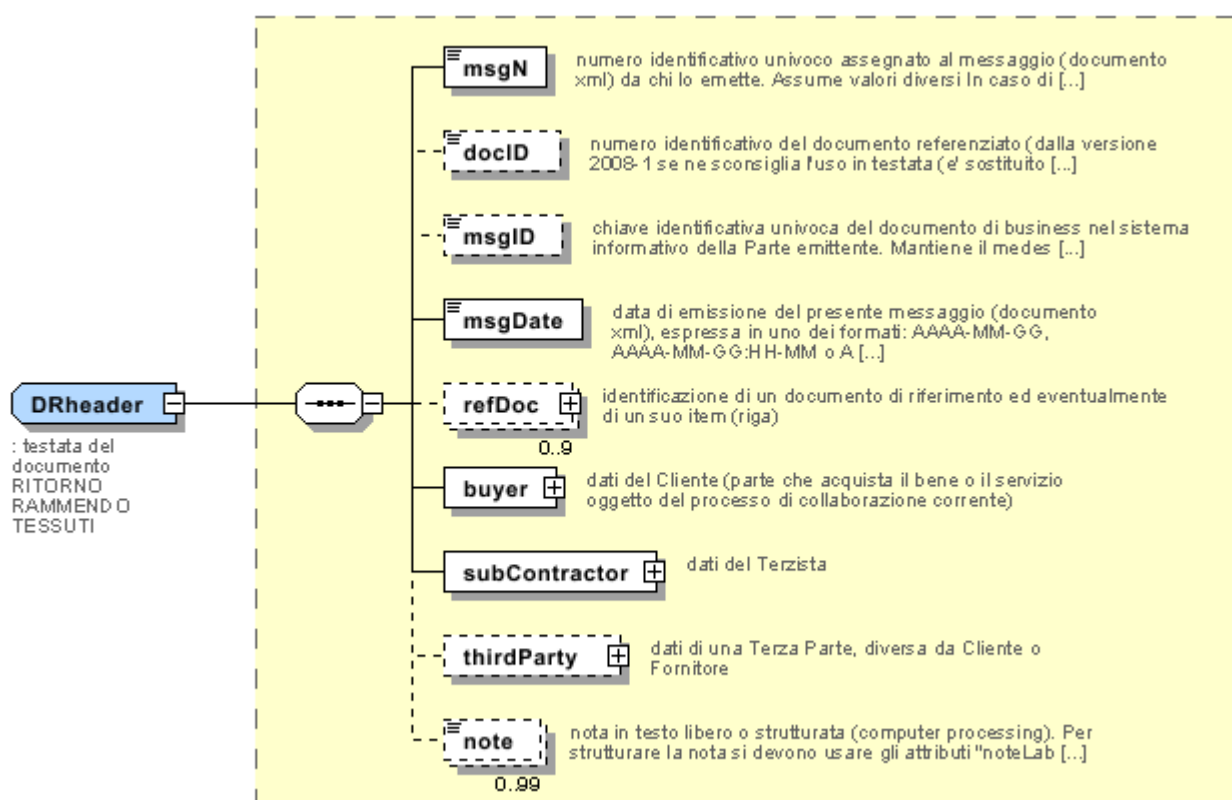 msgN
numero identificativo univoco assegnato al messaggio (documento
xml) da chi lo emette. Assume valori diversi In caso di [...]
docID
numero identificativo del documento referenziato (dalla versione
2008-1 se ne sconsiglia l'uso in testata (e' sostituito [...]
msgID
chiave identificativa univoca del documento di business nel sistema
informativo della Parte emittente. Mantiene il medes [...]
msgDate
data di emissione del presente messaggio (documento
xml), espressa in uno dei formati: AAAA-MM-GG,
AAAA-MM-GG:HH-MM o A [...]
DRheader
: testata del
documento
RITORNO
RAMMENDO
TESSUTI
refDoc
0..9
identificazione di un documento di riferimento ed eventualmente
di un suo item (riga)
buyer
dati del Cliente (parte che acquista il bene o il servizio
oggetto del processo di collaborazione corrente)
subContractor
dati del Terzista
thirdParty
dati di una Terza Parte, diversa da Cliente o
Fornitore
note
0..99
nota in testo libero o strutturata (computer processing). Per
strutturare la nota si devono usare gli attributi "noteLab [...]